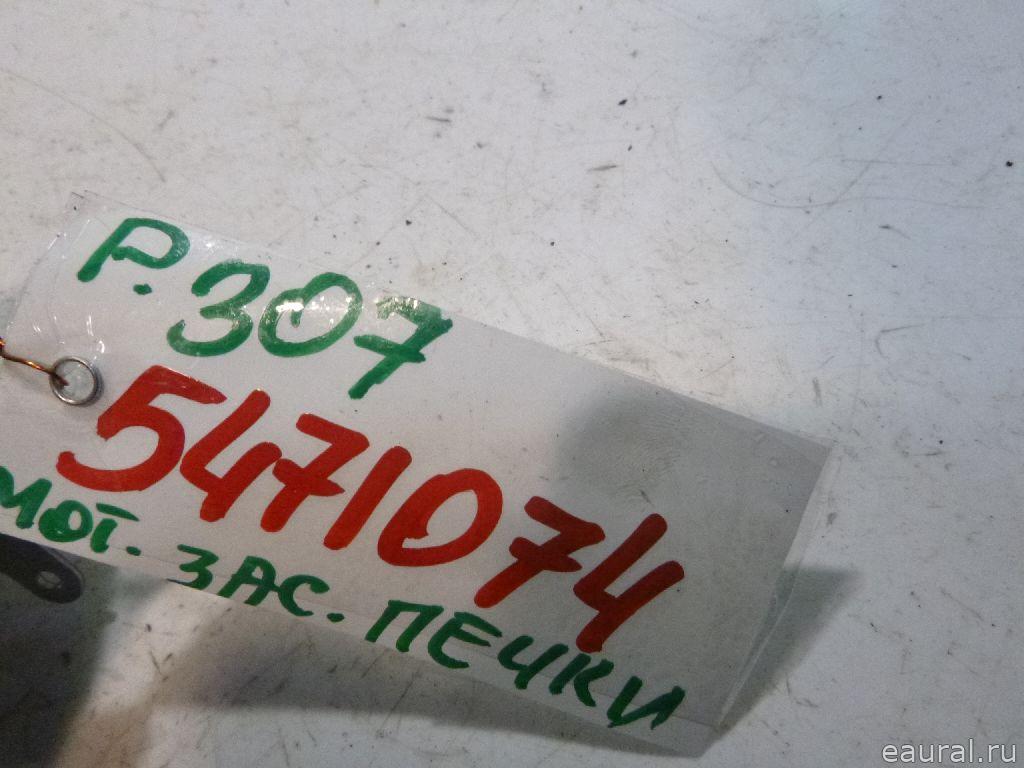 P.307
5471074
МОТ. ЗАС. ПЕЧКИ
eaural.ru